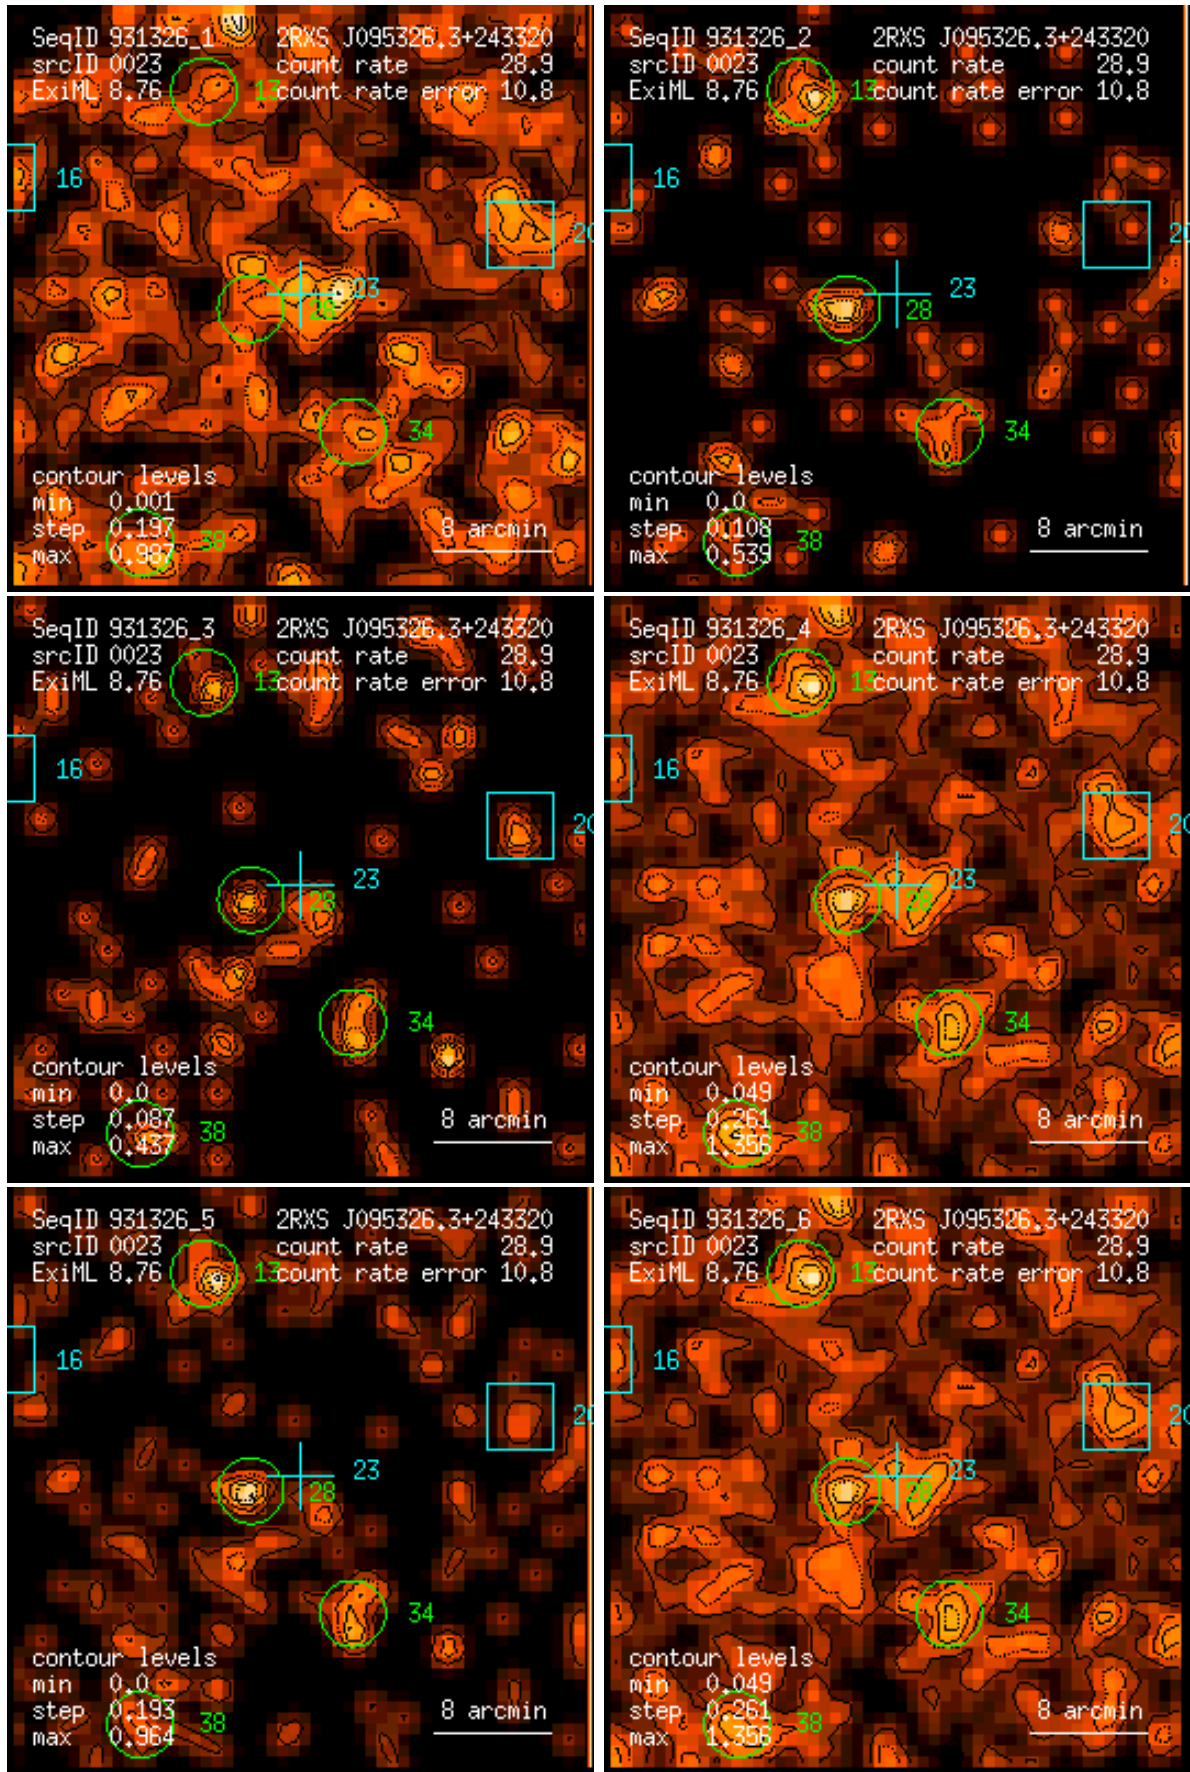 SeqID 931326_1 2RXS J095326.3+243320
srcID 0023 count rate 28.9
ExiML 8.76 13 count rate error 10.8
16
20
23
28
34
contour levels
min 0.001
step 0.197 38 8 arcmin
max 0.987
SeqID 931326_2 2RXS J095326.3+243320
srcID 0023 count rate 28.9
ExiML 8.76 13 count rate error 10.8
16
20
23
28
34
contour levels
min 0.0
step 0.108 38 8 arcmin
max 0.539
SeqID 931326_3 2RXS J095326.3+243320
srcID 0023 count rate 28.9
ExiML 8.76 13 count rate error 10.8
16
20
23
28
34
contour levels
min 0.0
step 0.087 38 8 arcmin
max 0.437
SeqID 931326_4 2RXS J095326.3+243320
srcID 0023 count rate 28.9
ExiML 8.76 13 count rate error 10.8
16
20
23
28
34
contour levels
min 0.049
step 0.261 38 8 arcmin
max 1.356
SeqID 931326_5 2RXS J095326.3+243320
srcID 0023 count rate 28.9
ExiML 8.76 13 count rate error 10.8
16
20
23
28
34
contour levels
min 0.0
step 0.193 38 8 arcmin
max 0.964
SeqID 931326_6 2RXS J095326.3+243320
srcID 0023 count rate 28.9
ExiML 8.76 13 count rate error 10.8
16
20
23
28
34
contour levels
min 0.049
step 0.261 38 8 arcmin
max 1.356